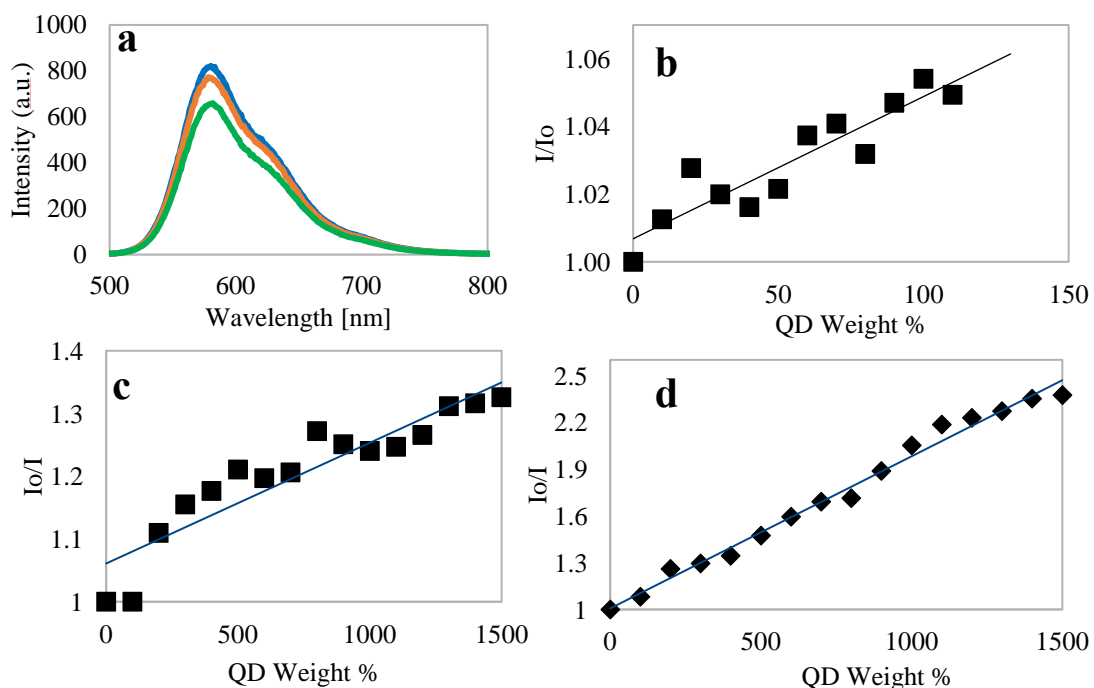 a
1000
800
600
400
200
0
500 600 700 800
Intensity (a.u.)
Wavelength [nm]
b
1.06
1.04
1.02
1.00
0 50 100 150
I/Io
QD Weight %
c
1.4
1.3
1.2
1.1
1
0 500 1000 1500
Io/I
QD Weight %
d
2.5
2.2
1.9
1.6
1.3
1
0 500 1000 1500
Io/I
QD Weight %